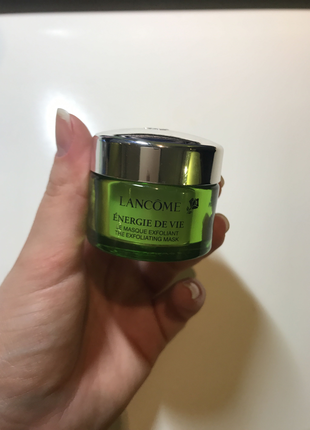 LANCÔME
ÉNERGIE DE VIE
LE MASQUE EXFOLIANT
THE EXFOLIATING MASK